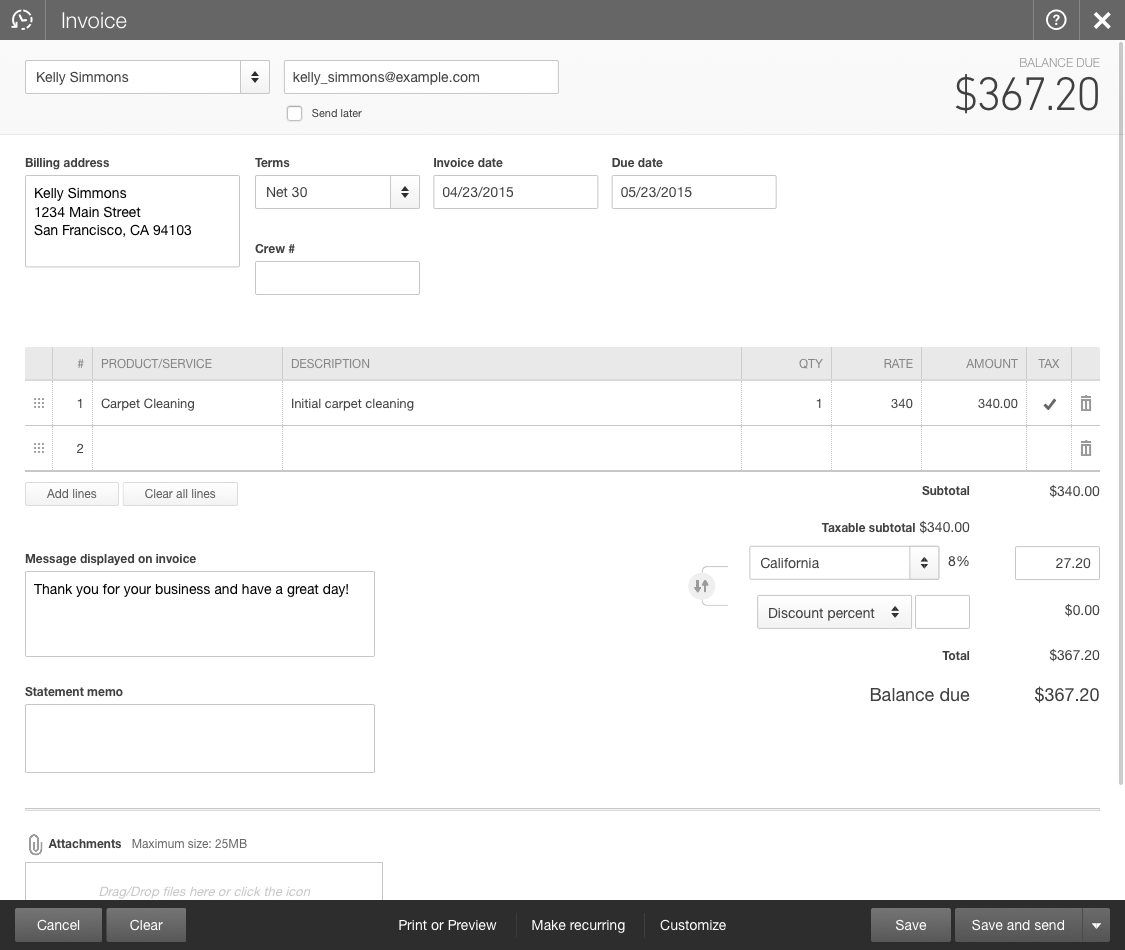 Invoice
Kelly Simmons
kelly_simmons@example.com
Send later
BALANCE DUE
$367.20
Billing address
Kelly Simmons
1234 Main Street
San Francisco, CA 94103
Terms
Net 30
Invoice date
04/23/2015
Due date
05/23/2015
Crew #
# PRODUCT/SERVICE DESCRIPTION QTY RATE AMOUNT TAX
1 Carpet Cleaning Initial carpet cleaning 1 340 340.00
2
Add lines Clear all lines
Subtotal $340.00
Taxable subtotal $340.00
California 8% 27.20
Discount percent $0.00
Total $367.20
Balance due $367.20
Message displayed on invoice
Thank you for your business and have a great day!
Statement memo
Attachments Maximum size: 25MB
Drag/Drop files here or click the icon
Cancel Clear Print or Preview Make recurring Customize Save Save and send